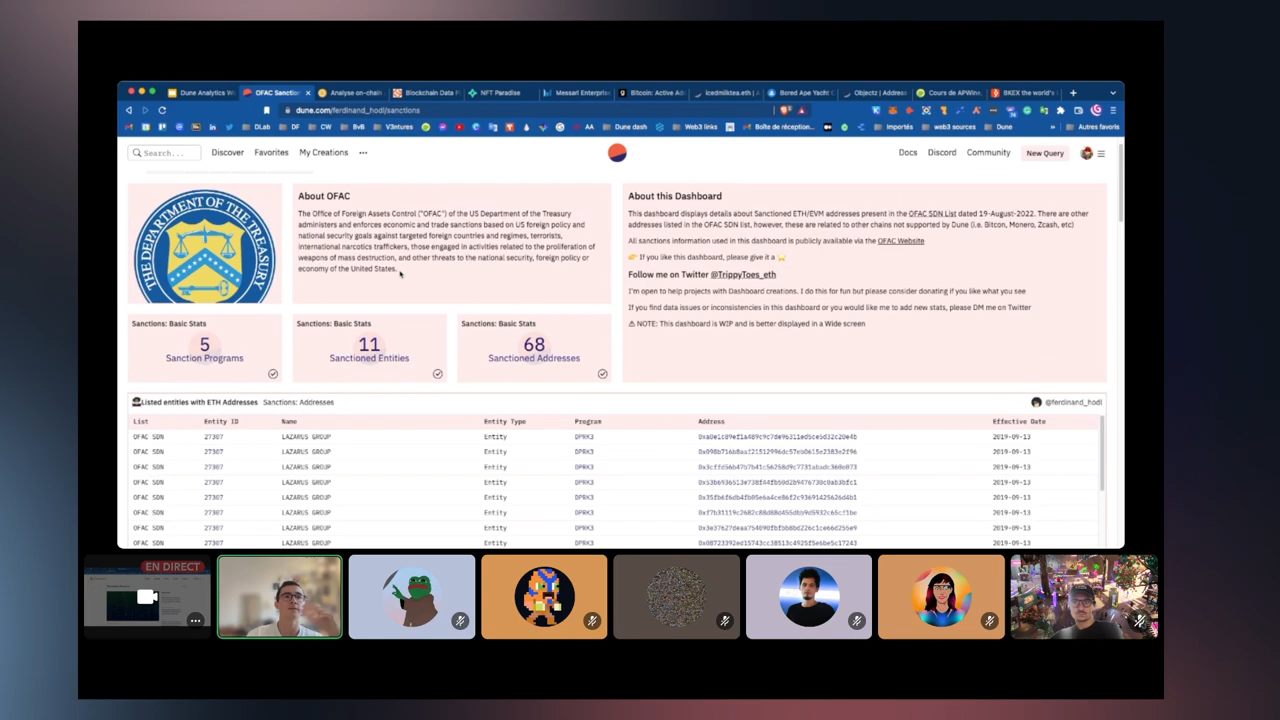 Dune Analytics W
OFAC Sanction
Analyse on-chain
Blockchain Data P
NFT Paradise
Messari Enterprise
Bitcoin: Active Ad
icedmilktea.eth | A
Bored Ape Yacht C
Objectz | Address
Cours de APWine
BKEX the world's
dune.com/ferdinand_hodl/sanctions
DLab
DF
CW
BvB
V3ntures
AA
Dune dash
Web3 links
Boîte de réception...
Importés
web3 sources
Dune
Autres favoris
Search...
Discover
Favorites
My Creations
Docs
Discord
Community
New Query
THE DEPARTMENT OF THE TREASURY
About OFAC
The Office of Foreign Assets Control ("OFAC") of the US Department of the Treasury
administers and enforces economic and trade sanctions based on US foreign policy and
national security goals against targeted foreign countries and regimes, terrorists,
international narcotics traffickers, those engaged in activities related to the proliferation of
weapons of mass destruction, and other threats to the national security, foreign policy or
economy of the United States.
About this Dashboard
This dashboard displays details about Sanctioned ETH/EVM addresses present in the OFAC SDN List dated 19-August-2022. There are other
addresses listed in the OFAC SDN list, however, these are related to other chains not supported by Dune (i.e. Bitcon, Monero, Zcash, etc)
All sanctions information used in this dashboard is publicly available via the OFAC Website
👉 If you like this dashboard, please give it a ⭐
Follow me on Twitter @TrippyToes_eth
I'm open to help projects with Dashboard creations. I do this for fun but please consider donating if you like what you see
If you find data issues or inconsistencies in this dashboard or you would like me to add new stats, please DM me on Twitter
⚠ NOTE: This dashboard is WIP and is better displayed in a Wide screen
Sanctions: Basic Stats
5
Sanction Programs
Sanctions: Basic Stats
11
Sanctioned Entities
Sanctions: Basic Stats
68
Sanctioned Addresses
Listed entities with ETH Addresses Sanctions: Addresses
@ferdinand_hodl
List Entity ID Name Entity Type Program Address Effective Date
OFAC SDN 27307 LAZARUS GROUP Entity DPRK3 2019-09-13
OFAC SDN 27307 LAZARUS GROUP Entity DPRK3 0x098b716b8aaf21512996dc57eb0615e2383e2f96 2019-09-13
OFAC SDN 27307 LAZARUS GROUP Entity DPRK3 2019-09-13
OFAC SDN 27307 LAZARUS GROUP Entity DPRK3 2019-09-13
OFAC SDN 27307 LAZARUS GROUP Entity DPRK3 2019-09-13
OFAC SDN 27307 LAZARUS GROUP Entity DPRK3 2019-09-13
OFAC SDN 27307 LAZARUS GROUP Entity DPRK3 2019-09-13
OFAC SDN 27307 LAZARUS GROUP Entity DPRK3 2019-09-13
EN DIRECT